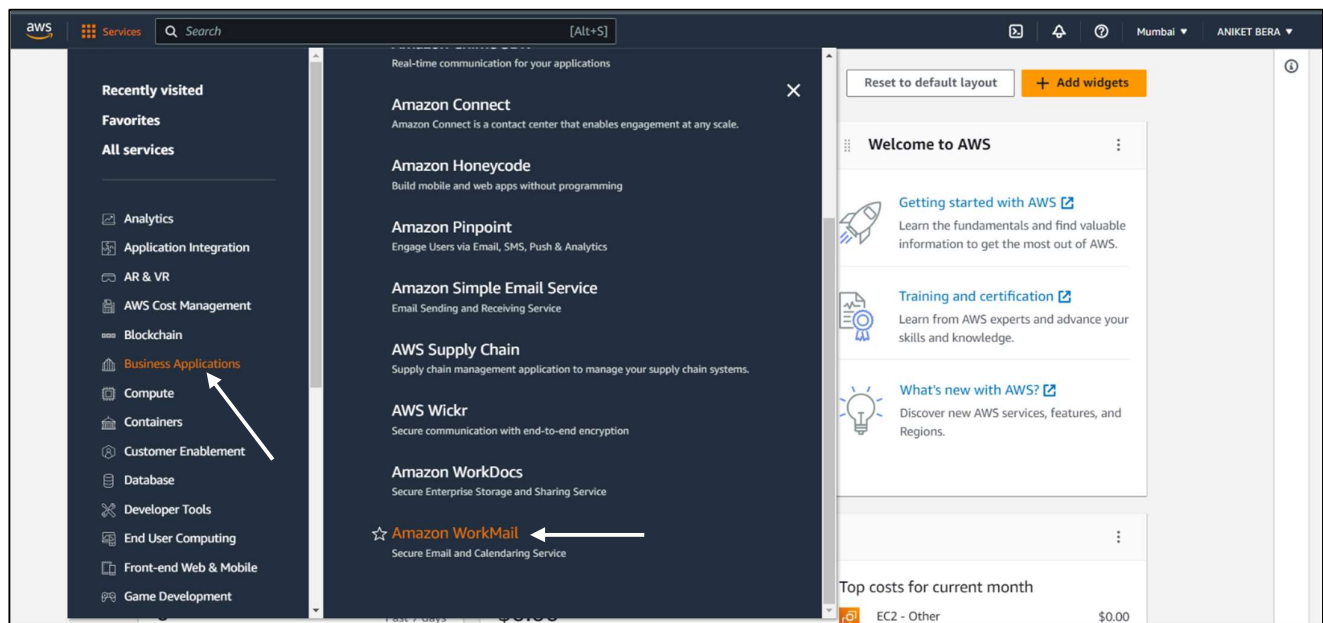 aws
Services
Search
[Alt+S]
Mumbai
ANIKET BERA
Recently visited
Favorites
All services
Analytics
Application Integration
AR & VR
AWS Cost Management
Blockchain
Business Applications
Compute
Containers
Customer Enablement
Database
Developer Tools
End User Computing
Front-end Web & Mobile
Game Development
Real-time communication for your applications
Amazon Connect
Amazon Connect is a contact center that enables engagement at any scale.
Amazon Honeycode
Build mobile and web apps without programming
Amazon Pinpoint
Engage Users via Email, SMS, Push & Analytics
Amazon Simple Email Service
Email Sending and Receiving Service
AWS Supply Chain
Supply chain management application to manage your supply chain systems.
AWS Wickr
Secure communication with end-to-end encryption
Amazon WorkDocs
Secure Enterprise Storage and Sharing Service
Amazon WorkMail
Secure Email and Calendaring Service
Reset to default layout
+ Add widgets
Welcome to AWS
Getting started with AWS
Learn the fundamentals and find valuable
information to get the most out of AWS.
Training and certification
Learn from AWS experts and advance your
skills and knowledge.
What's new with AWS?
Discover new AWS services, features, and
Regions.
Top costs for current month
EC2 - Other
$0.00